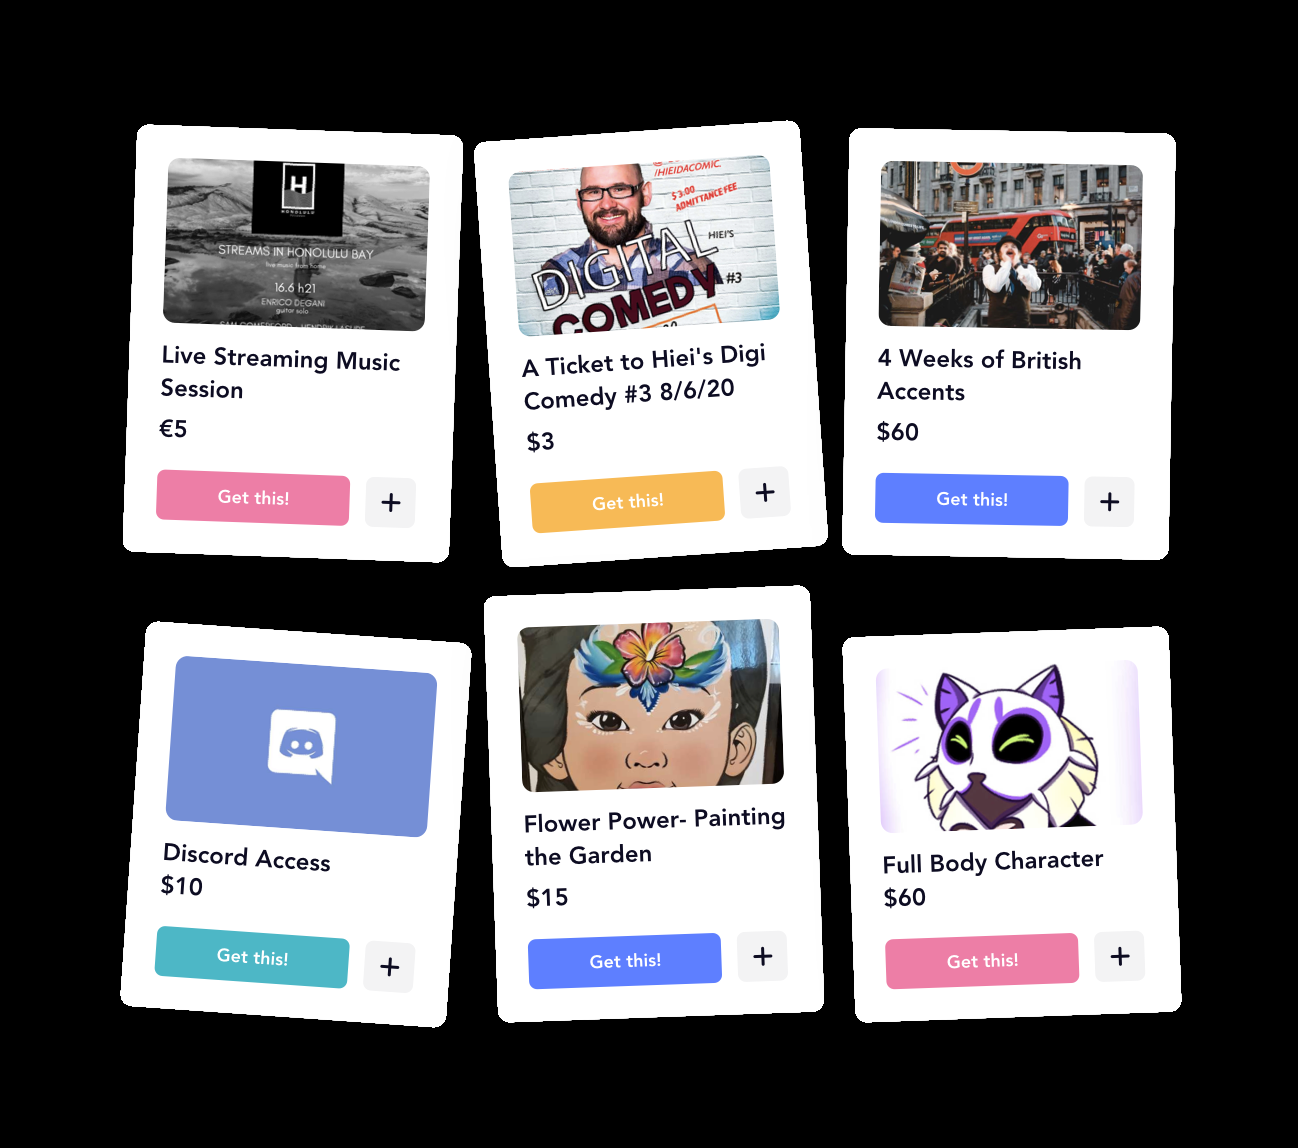 H
HONOLULU
STREAMS IN HONOLULU BAY
live music from home
16.6 h21
ENRICO DEGANI
guitar solo
Live Streaming Music
Session
€5
Get this!
+
/HIEIDACOMIC.
$3.00
ADMITTANCE FEE
HIEI'S
DIGITAL
COMEDY
#3
A Ticket to Hiei's Digi
Comedy #3 8/6/20
$3
Get this!
+
4 Weeks of British
Accents
$60
Get this!
+
Discord Access
$10
Get this!
+
Flower Power- Painting
the Garden
$15
Get this!
+
Full Body Character
$60
Get this!
+